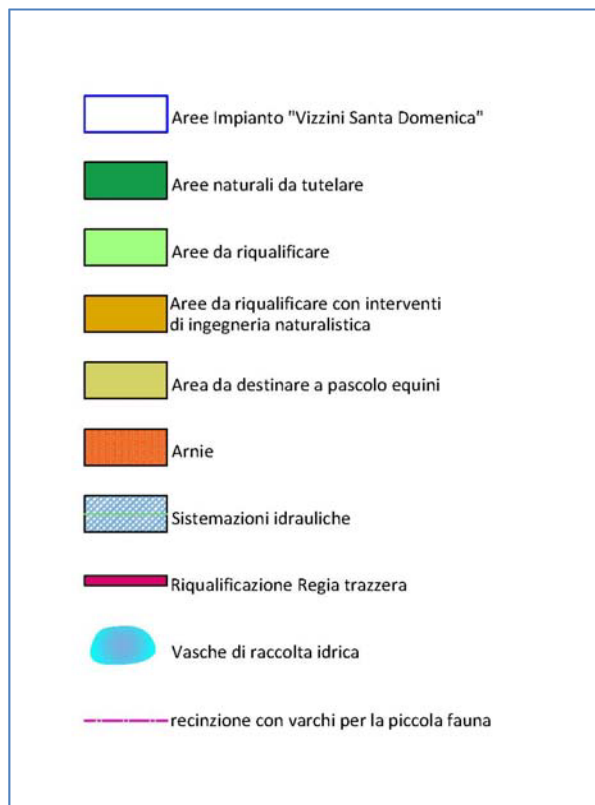 Aree Impianto "Vizzini Santa Domenica"
Aree naturali da tutelare
Aree da riqualificare
Aree da riqualificare con interventi
di ingegneria naturalistica
Area da destinare a pascolo equini
Arnie
Sistemazioni idrauliche
Riqualificazione Regia trazzera
Vasche di raccolta idrica
recinzione con varchi per la piccola fauna